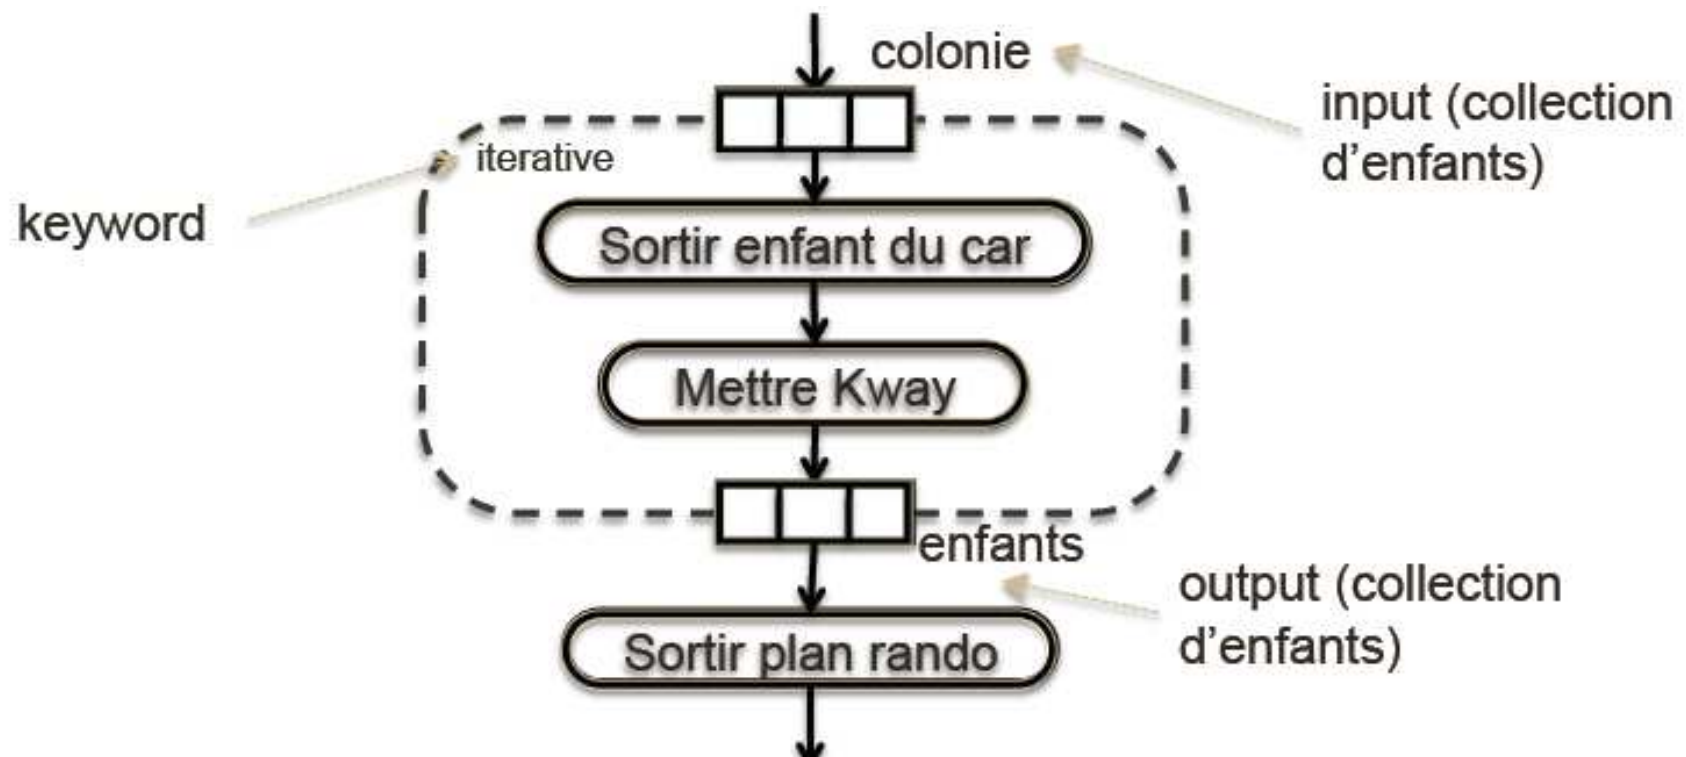 colonie
input (collection
d'enfants)
iterative
keyword
Sortir enfant du car
Mettre Kway
enfants
output (collection
d'enfants)
Sortir plan rando